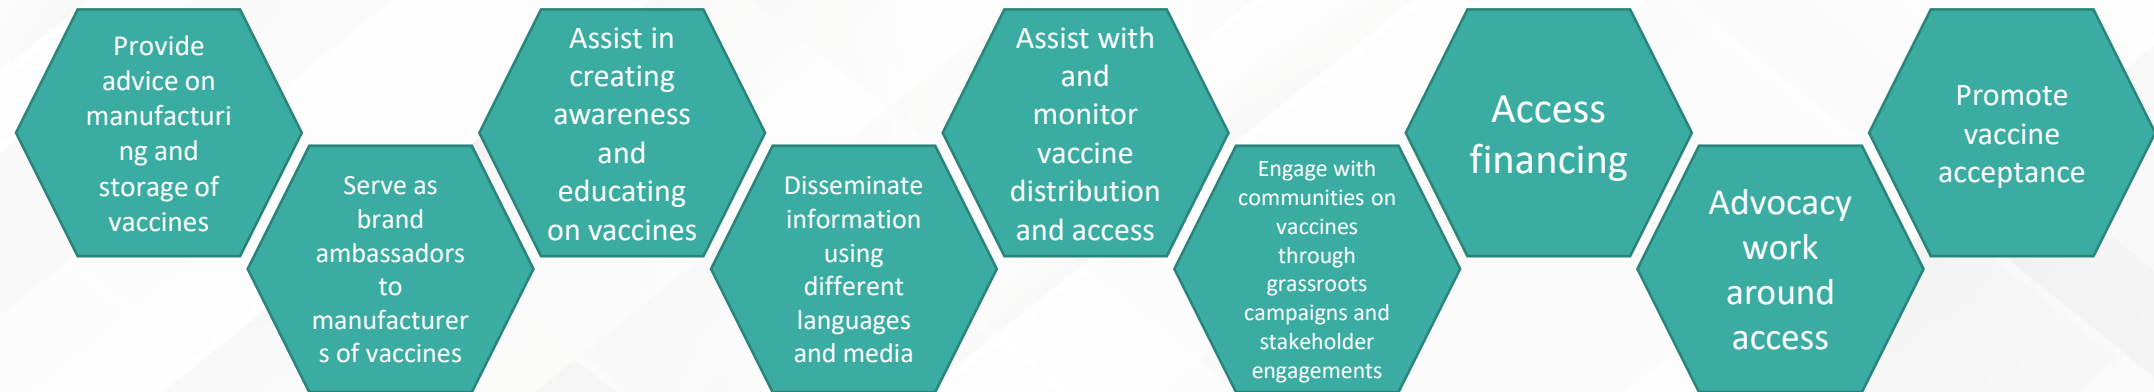 Provide
advice on
manufacturi
ng and
storage of
vaccines
Serve as
brand
ambassadors
to
manufacturer
s of vaccines
Assist in
creating
awareness
and
educating
on vaccines
Disseminate
information
using
different
languages
and media
Assist with
and
monitor
vaccine
distribution
and access
Engage with
communities on
vaccines
through
grassroots
campaigns and
stakeholder
engagements
Access
financing
Advocacy
work
around
access
Promote
vaccine
acceptance